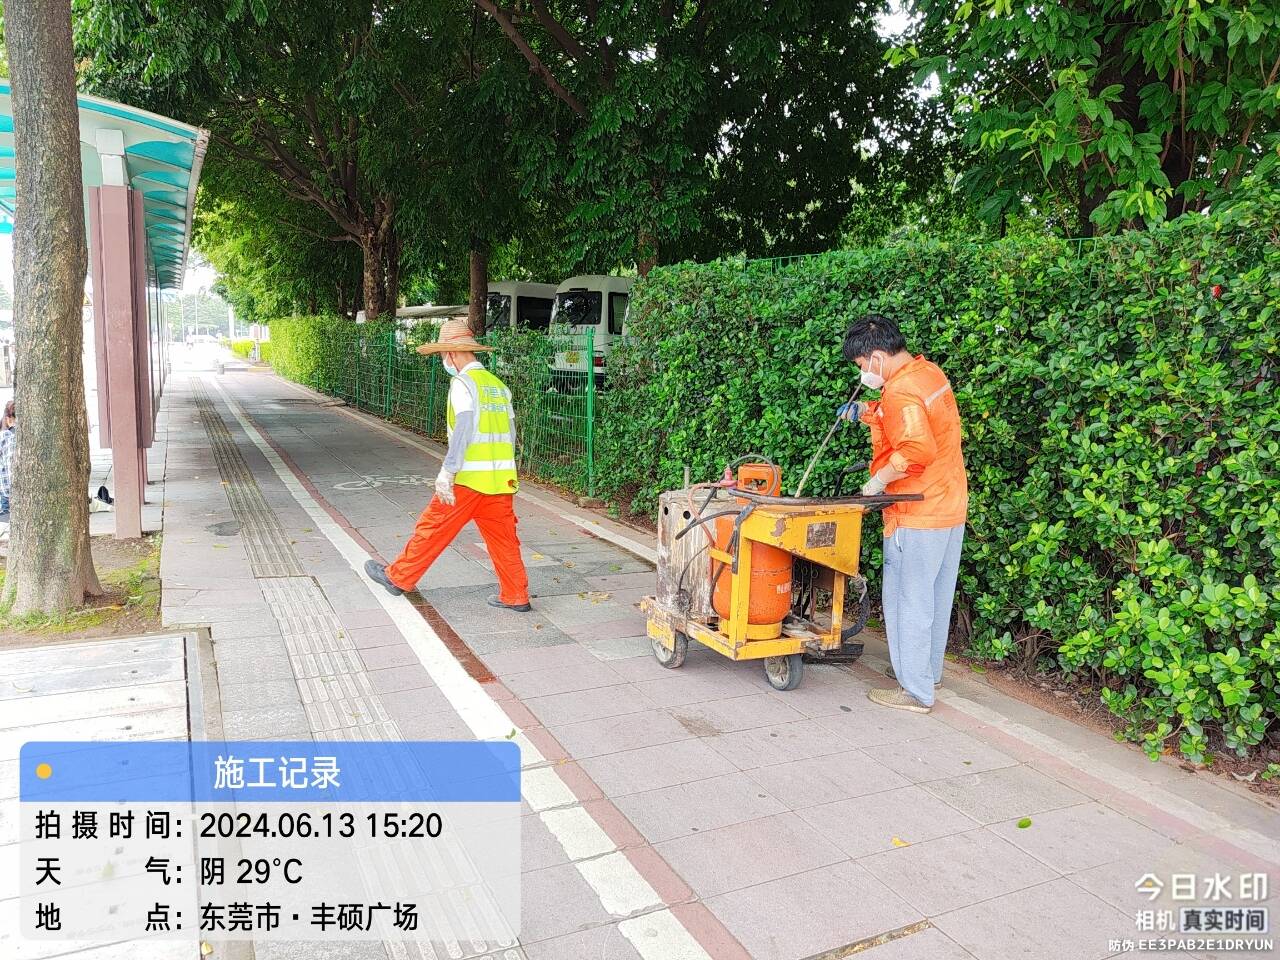 施工记录
拍摄时间：2024.06.13 15:20
天气：阴 29°C
地点：东莞市·丰硕广场
今日水印
相机 真实时间
防伪 EE3PAB2E1DRYUN